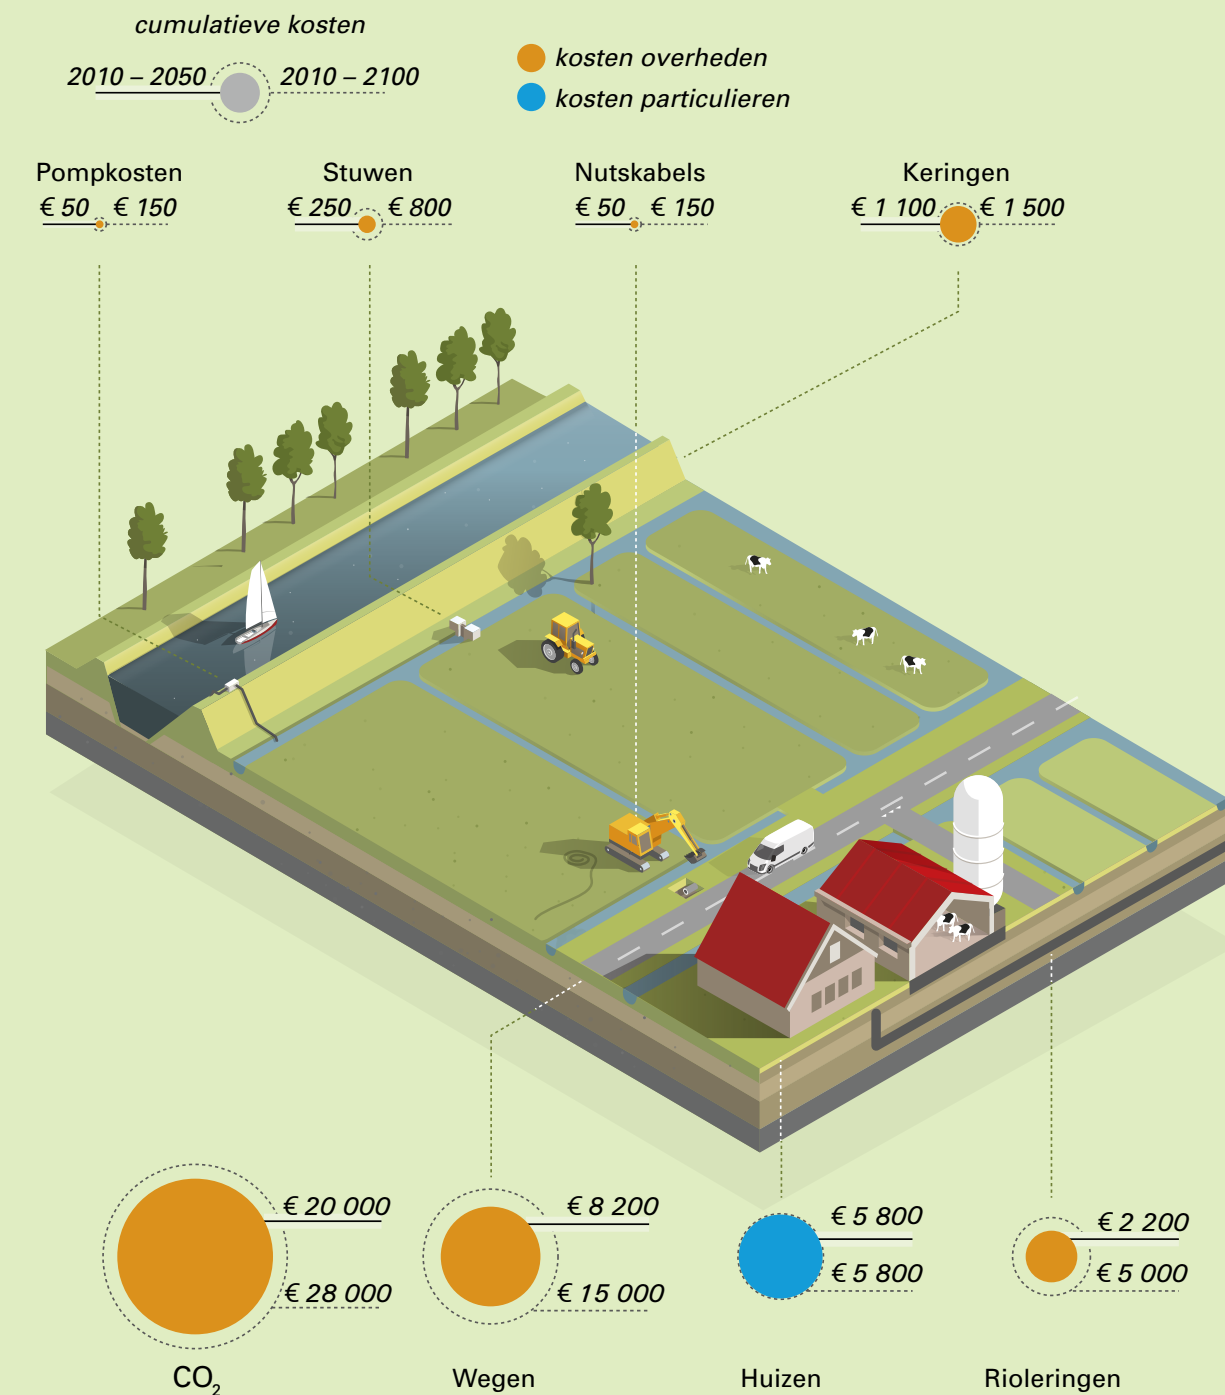 cumulatieve kosten
2010 – 2050 2010 – 2100
kosten overheden
kosten particulieren
Pompkosten
€ 50 € 150
Stuwen
€ 250 € 800
Nutskabels
€ 50 € 150
Keringen
€ 1 100 € 1 500
€ 20 000
€ 28 000
CO₂
€ 8 200
€ 15 000
Wegen
€ 5 800
€ 5 800
Huizen
€ 2 200
€ 5 000
Rioleringen